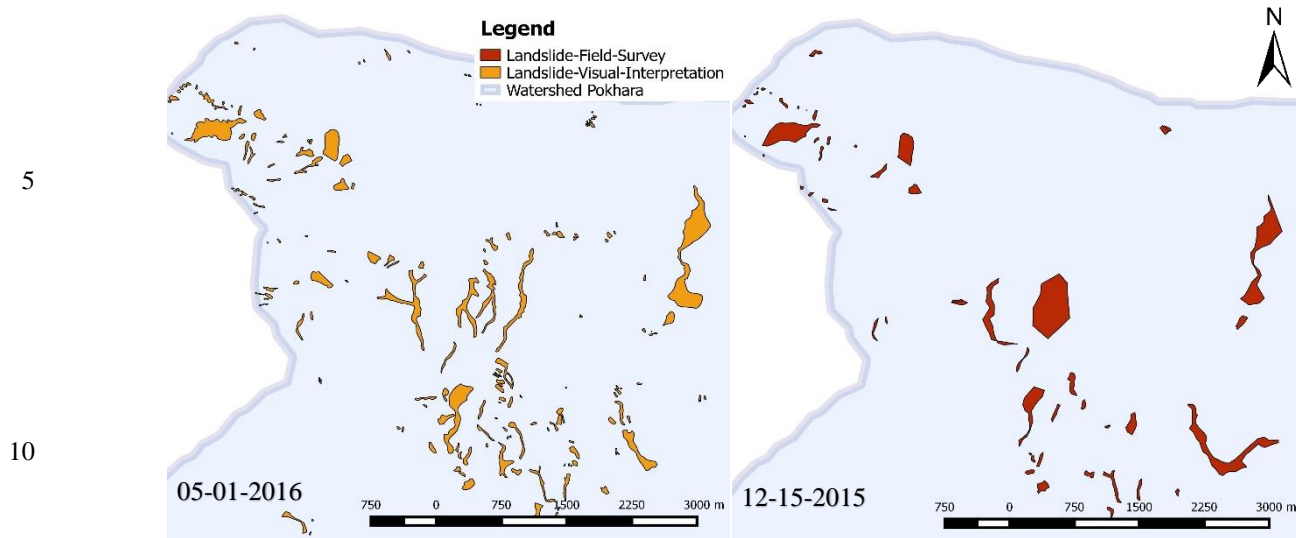 Legend
Landslide-Field-Survey
Landslide-Visual-Interpretation
Watershed Pokhara
N
5
10
05-01-2016
750 0 750 1500 2250 3000 m
12-15-2015
750 0 750 1500 2250 3000 m